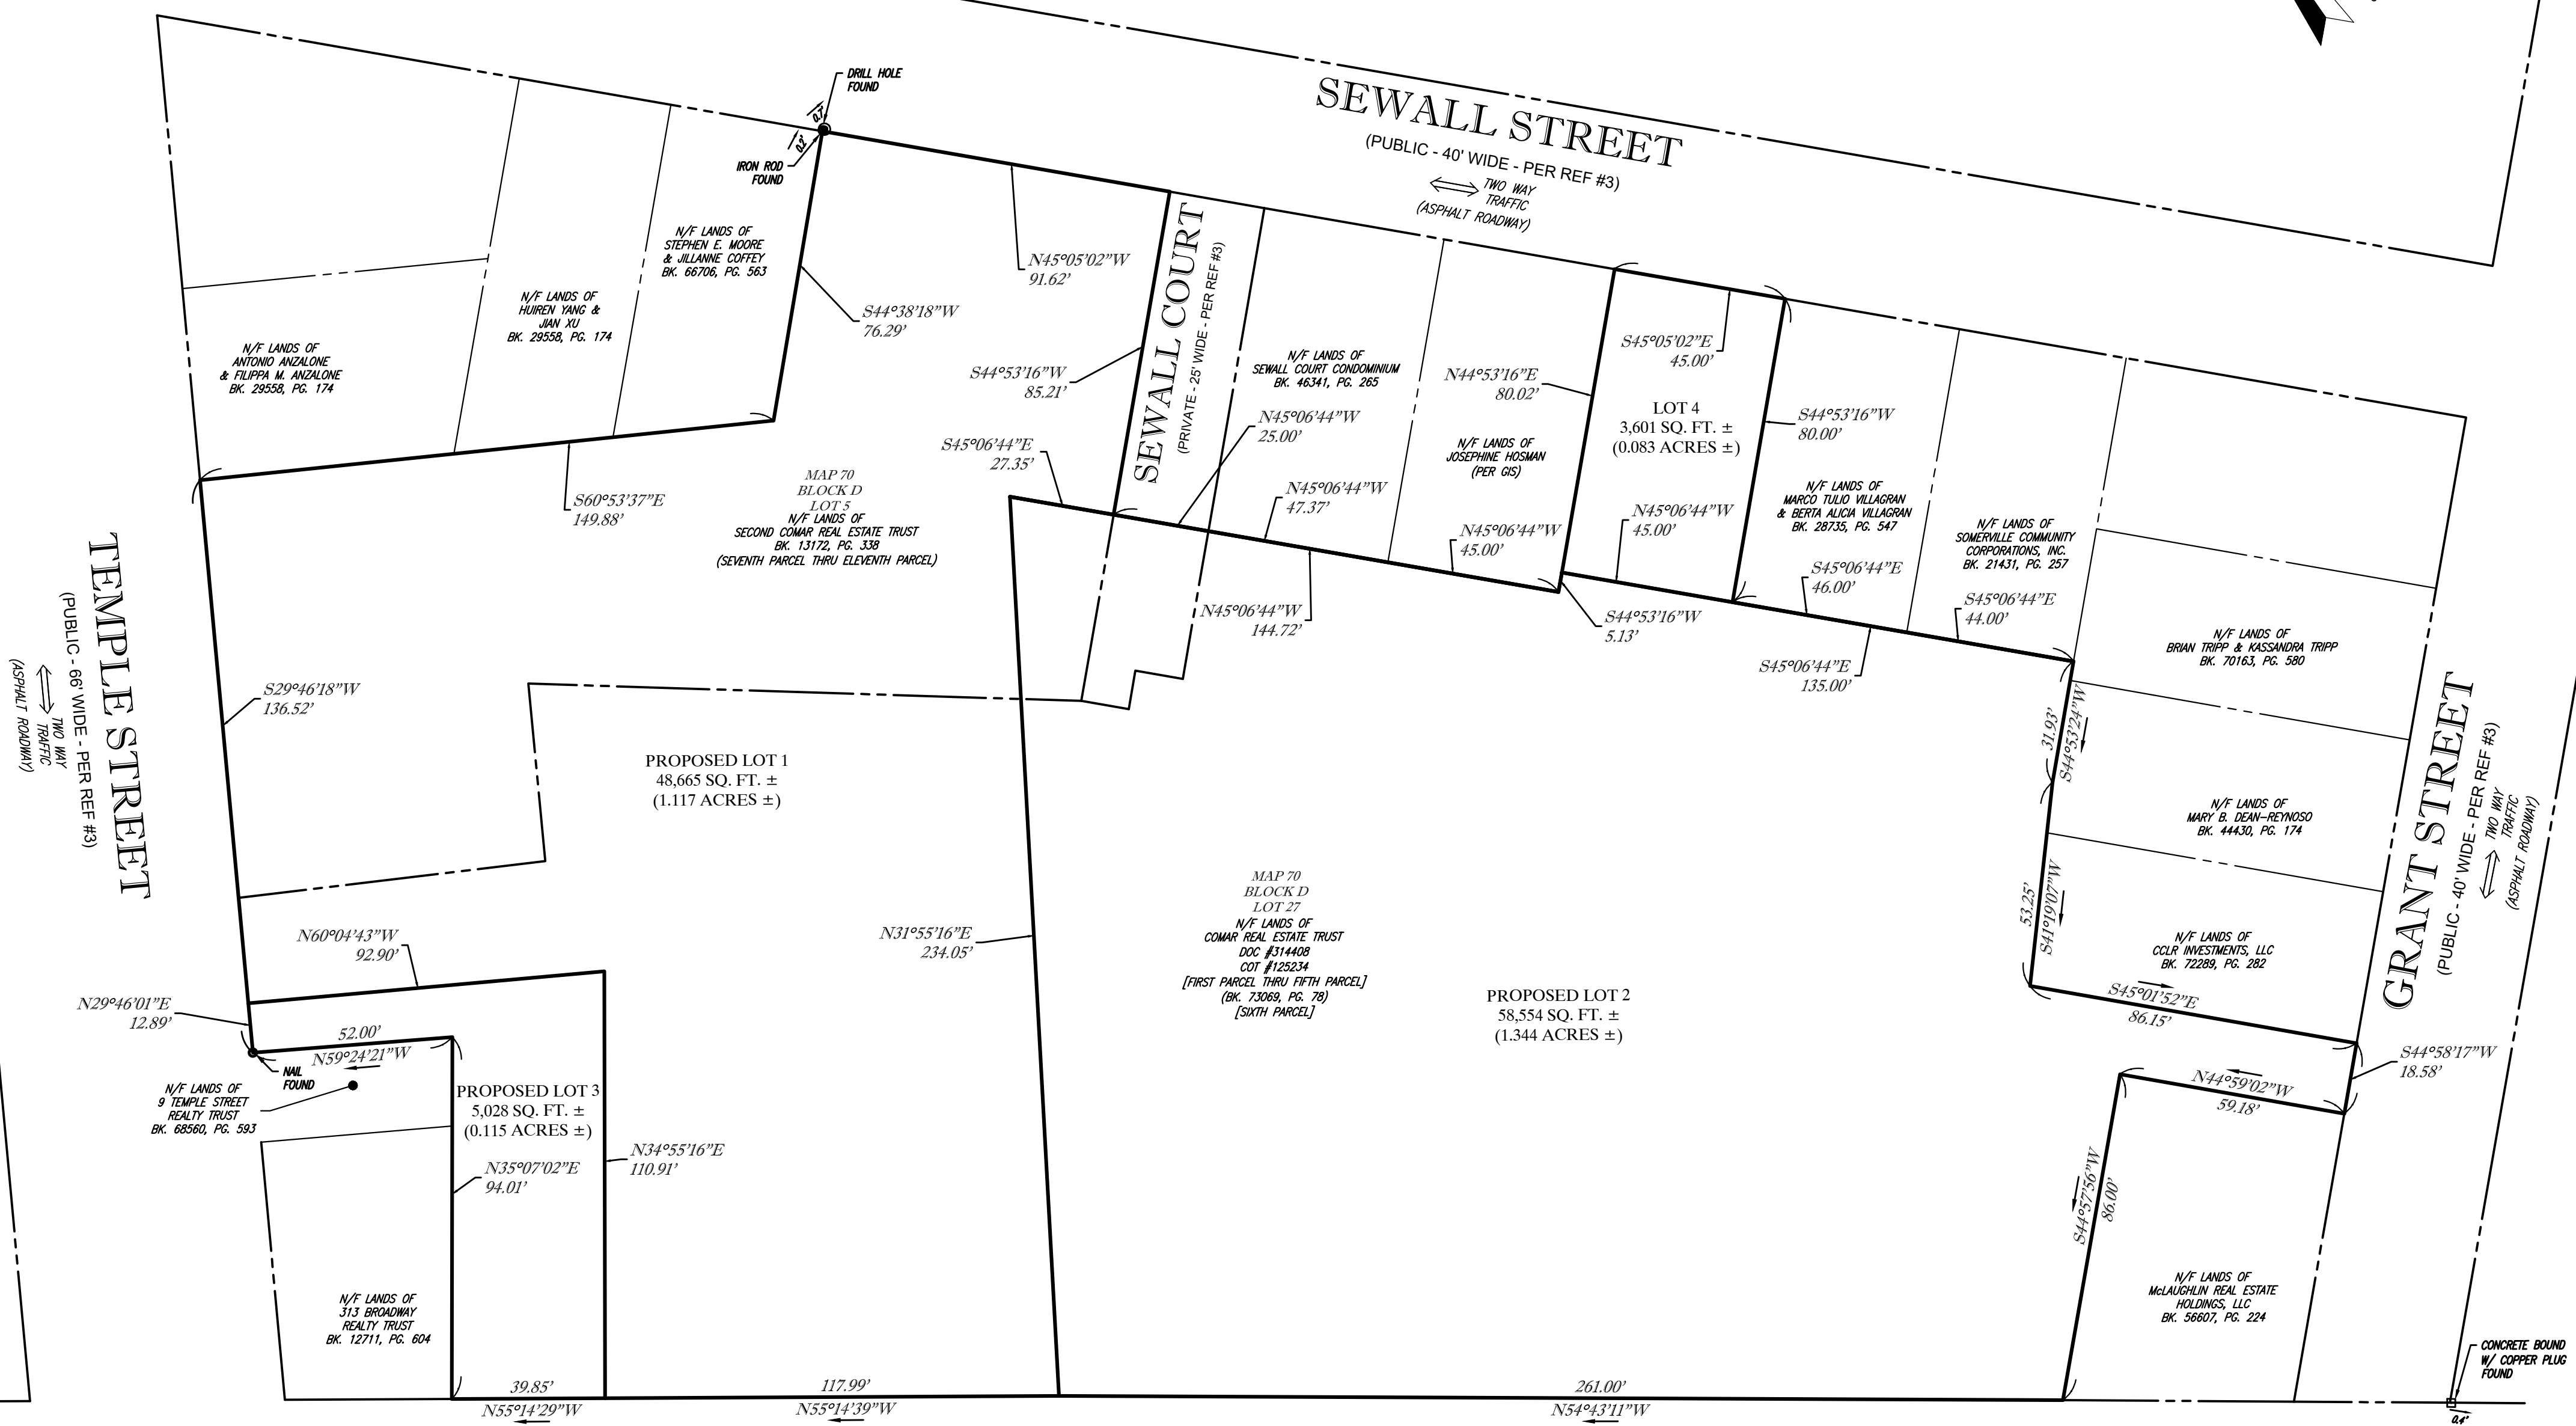 DRILL HOLE
FOUND
0.7'
0.2'
IRON ROD
FOUND
SEWALL STREET
(PUBLIC - 40' WIDE - PER REF #3)
TWO WAY
TRAFFIC
(ASPHALT ROADWAY)
N/F LANDS OF
STEPHEN E. MOORE
& JILLANNE COFFEY
BK. 66706, PG. 563
N/F LANDS OF
HUIREN YANG &
JIAN XU
BK. 29558, PG. 174
N/F LANDS OF
ANTONIO ANZALONE
& FILIPPA M. ANZALONE
BK. 29558, PG. 174
N45°05'02"W
91.62'
S44°38'18"W
76.29'
S44°53'16"W
85.21'
SEWALL COURT
(PRIVATE - 25' WIDE - PER REF #3)
N/F LANDS OF
SEWALL COURT CONDOMINIUM
BK. 46341, PG. 265
N45°06'44"W
25.00'
S45°06'44"E
27.35'
N45°06'44"W
47.37'
N/F LANDS OF
JOSEPHINE HOSMAN
(PER GIS)
N44°53'16"E
80.02'
N45°06'44"W
45.00'
S45°05'02"E
45.00'
LOT 4
3,601 SQ. FT. ±
(0.083 ACRES ±)
N45°06'44"W
45.00'
S44°53'16"W
80.00'
N/F LANDS OF
MARCO TULIO VILLAGRAN
& BERTA ALICIA VILLAGRAN
BK. 28735, PG. 547
N/F LANDS OF
SOMERVILLE COMMUNITY
CORPORATIONS, INC.
BK. 21431, PG. 257
S45°06'44"E
46.00'
S45°06'44"E
44.00'
N45°06'44"W
144.72'
S44°53'16"W
5.13'
S45°06'44"E
135.00'
S60°53'37"E
149.88'
MAP 70
BLOCK D
LOT 5
N/F LANDS OF
SECOND COMAR REAL ESTATE TRUST
BK. 13172, PG. 338
(SEVENTH PARCEL THRU ELEVENTH PARCEL)
TEMPLE STREET
(PUBLIC - 66' WIDE - PER REF #3)
TWO WAY
TRAFFIC
(ASPHALT ROADWAY)
S29°46'18"W
136.52'
PROPOSED LOT 1
48,665 SQ. FT. ±
(1.117 ACRES ±)
N/F LANDS OF
BRIAN TRIPP & KASSANDRA TRIPP
BK. 70163, PG. 580
31.93'
S44°53'24"W
N/F LANDS OF
MARY B. DEAN-REYNOSO
BK. 44430, PG. 174
GRANT STREET
(PUBLIC - 40' WIDE - PER REF #3)
TWO WAY
TRAFFIC
(ASPHALT ROADWAY)
53.25'
S41°19'07"W
N/F LANDS OF
CCLR INVESTMENTS, LLC
BK. 72289, PG. 282
MAP 70
BLOCK D
LOT 27
N/F LANDS OF
COMAR REAL ESTATE TRUST
DOC #314408
COT #125234
[FIRST PARCEL THRU FIFTH PARCEL]
(BK. 73069, PG. 78)
[SIXTH PARCEL]
N31°55'16"E
234.05'
PROPOSED LOT 2
58,554 SQ. FT. ±
(1.344 ACRES ±)
S45°01'52"E
86.15'
S44°58'17"W
18.58'
N44°59'02"W
59.18'
N60°04'43"W
92.90'
N29°46'01"E
12.89'
52.00'
N59°24'21"W
NAIL
FOUND
N/F LANDS OF
9 TEMPLE STREET
REALTY TRUST
BK. 68560, PG. 593
PROPOSED LOT 3
5,028 SQ. FT. ±
(0.115 ACRES ±)
N35°07'02"E
94.01'
N34°55'16"E
110.91'
S44°57'56"W
86.00'
N/F LANDS OF
313 BROADWAY
REALTY TRUST
BK. 12711, PG. 604
N/F LANDS OF
McLAUGHLIN REAL ESTATE
HOLDINGS, LLC
BK. 56607, PG. 224
CONCRETE BOUND
W/ COPPER PLUG
FOUND
0.4'
39.85'
N55°14'29"W
117.99'
N55°14'39"W
261.00'
N54°43'11"W